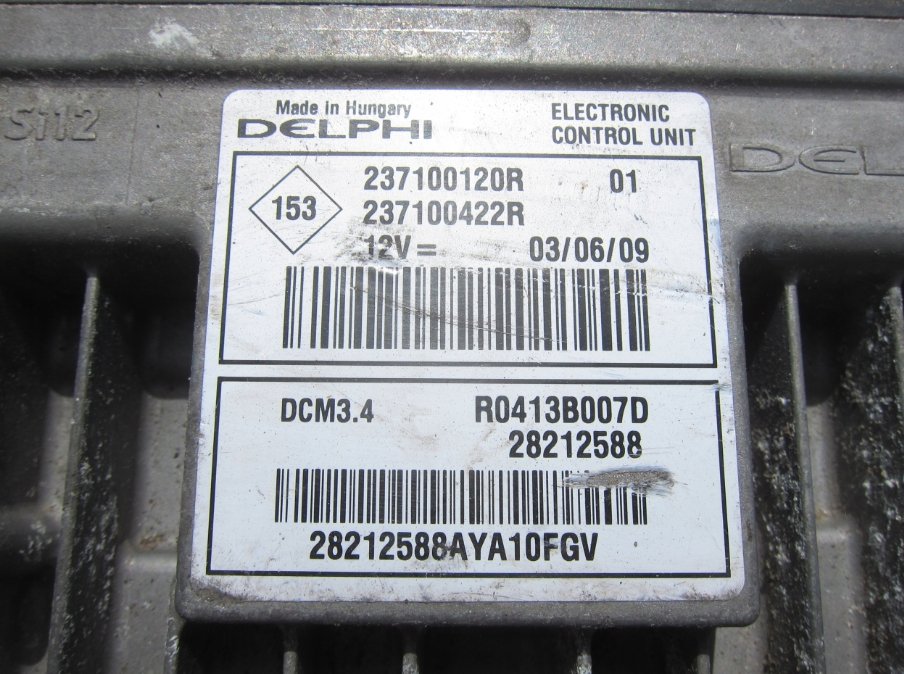 S112
Made in Hungary
DELPHI
ELECTRONIC
CONTROL UNIT
DEL
153
237100120R 01
237100422R
12V = 03/06/09
DCM3.4 R0413B007D
28212588
28212588AYA10FGV